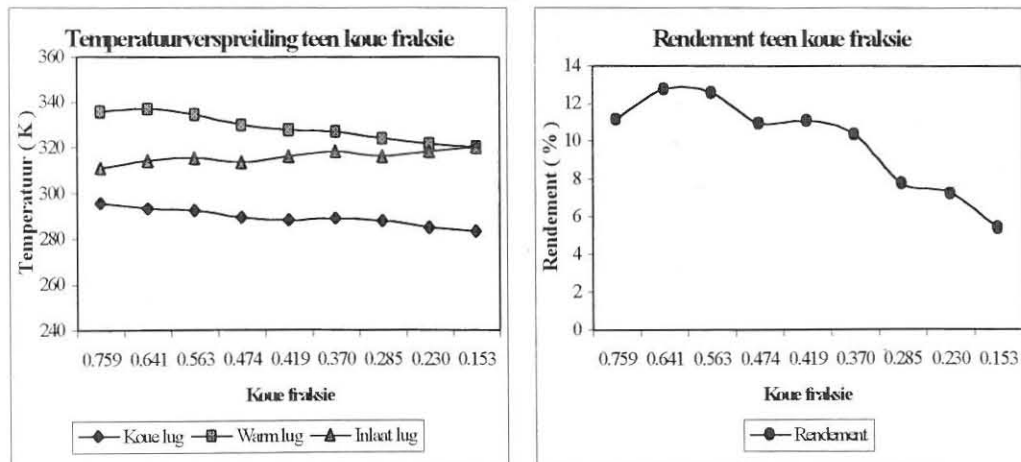 Temperatuurverspreiding teen koue fraksie
Temperatuur ( K )
360
340
320
300
280
260
240
0.759 0.641 0.563 0.474 0.419 0.370 0.285 0.230 0.153
Koue fraksie
Koue lug Warm lug Inlaat lug
Rendement teen koue fraksie
Rendement ( % )
14
12
10
8
6
4
2
0
0.759 0.641 0.563 0.474 0.419 0.370 0.285 0.230 0.153
Koue fraksie
Rendement